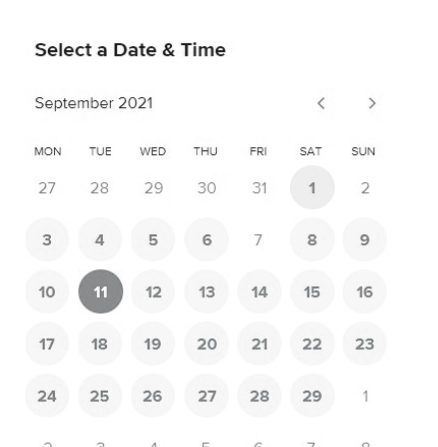 Select a Date & Time
September 2021
MON TUE WED THU FRI SAT SUN
27 28 29 30 31 1 2
3 4 5 6 7 8 9
10 11 12 13 14 15 16
17 18 19 20 21 22 23
24 25 26 27 28 29 1